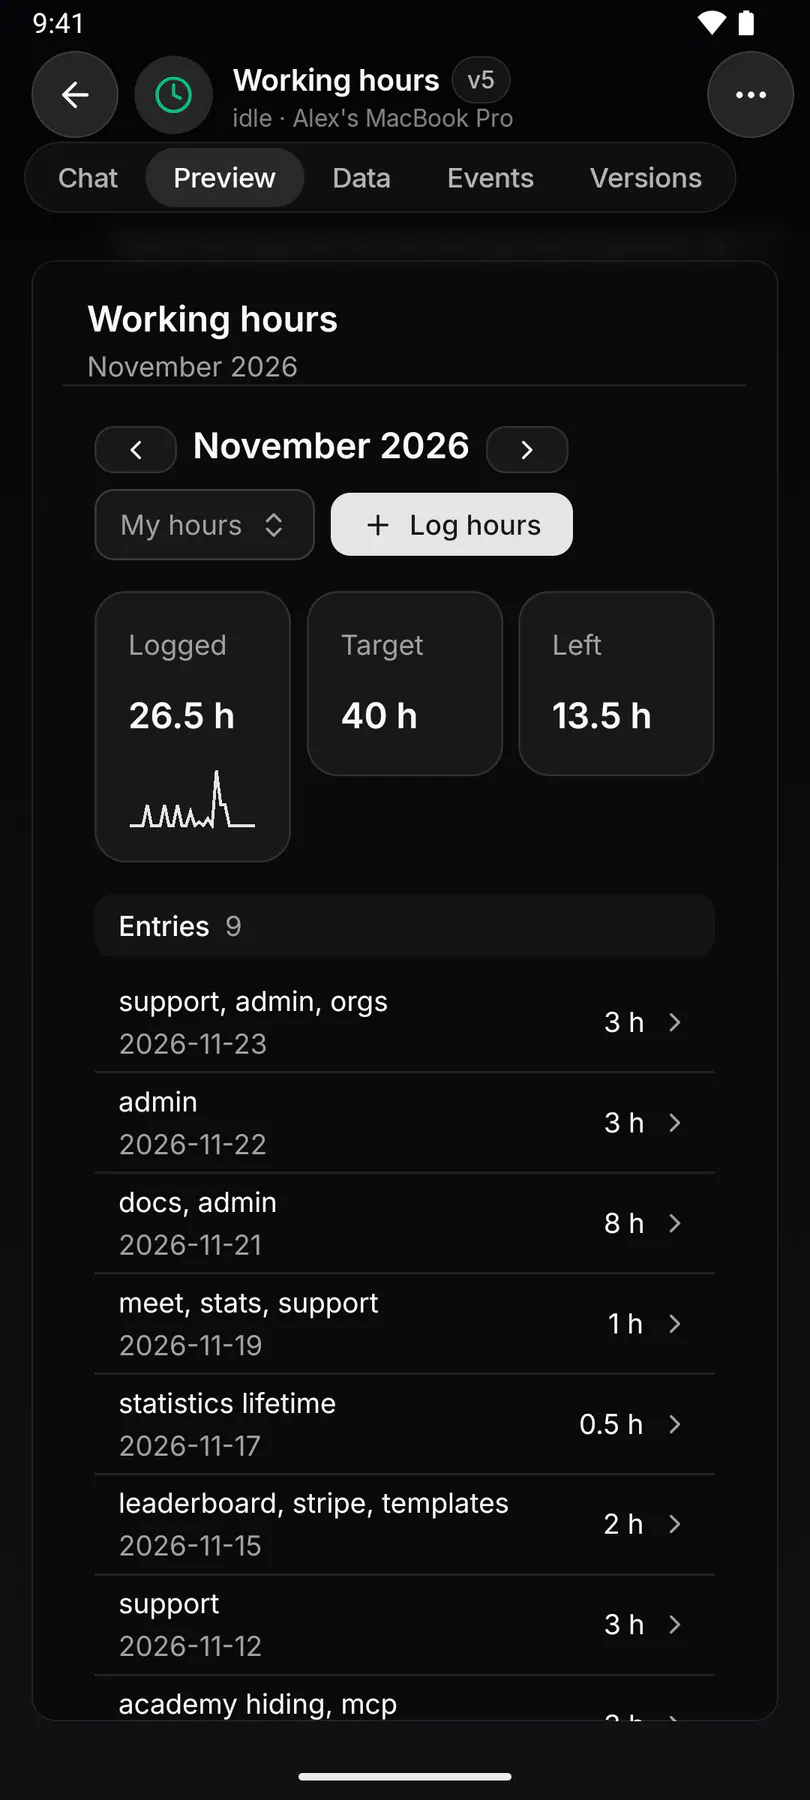 9:41
Working hours v5
idle · Alex's MacBook Pro
Chat Preview Data Events Versions
Working hours
November 2026
November 2026
My hours
Log hours
Logged Target Left
26.5 h 40 h 13.5 h
Entries 9
support, admin, orgs
3 h
2026-11-23
admin
3 h
2026-11-22
docs, admin
8 h
2026-11-21
meet, stats, support
1 h
2026-11-19
statistics lifetime
0.5 h
2026-11-17
leaderboard, stripe, templates
2 h
2026-11-15
support
3 h
2026-11-12
academy hiding, mcp